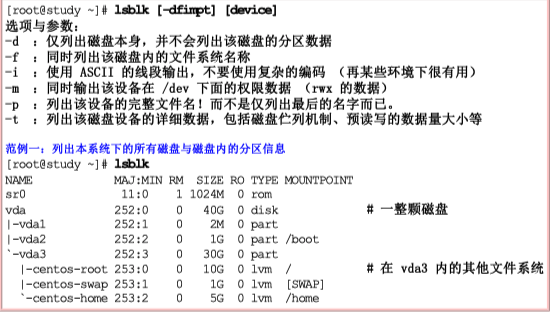 [root@study ~]# lsblk [-dfimpt] [device]
选项与参数：
-d ：仅列出磁盘本身，并不会列出该磁盘的分区数据
-f ：同时列出该磁盘内的文件系统名称
-i ：使用 ASCII 的线段输出，不要使用复杂的编码 （再某些环境下很有用）
-m ：同时输出该设备在 /dev 下面的权限数据 （rwx 的数据）
-p ：列出该设备的完整文件名！而不是仅列出最后的名字而已。
-t ：列出该磁盘设备的详细数据，包括磁盘伫列机制、预读写的数据量大小等
范例一：列出本系统下的所有磁盘与磁盘内的分区信息
[root@study ~]# lsblk
NAME MAJ:MIN RM SIZE RO TYPE MOUNTPOINT
sr0 11:0 1 1024M 0 rom
vda 252:0 0 40G 0 disk # 一整颗磁盘
|-vda1 252:1 0 2M 0 part
|-vda2 252:2 0 1G 0 part /boot
`-vda3 252:3 0 30G 0 part
|-centos-root 253:0 0 10G 0 lvm / # 在 vda3 内的其他文件系统
|-centos-swap 253:1 0 1G 0 lvm [SWAP]
`-centos-home 253:2 0 5G 0 lvm /home